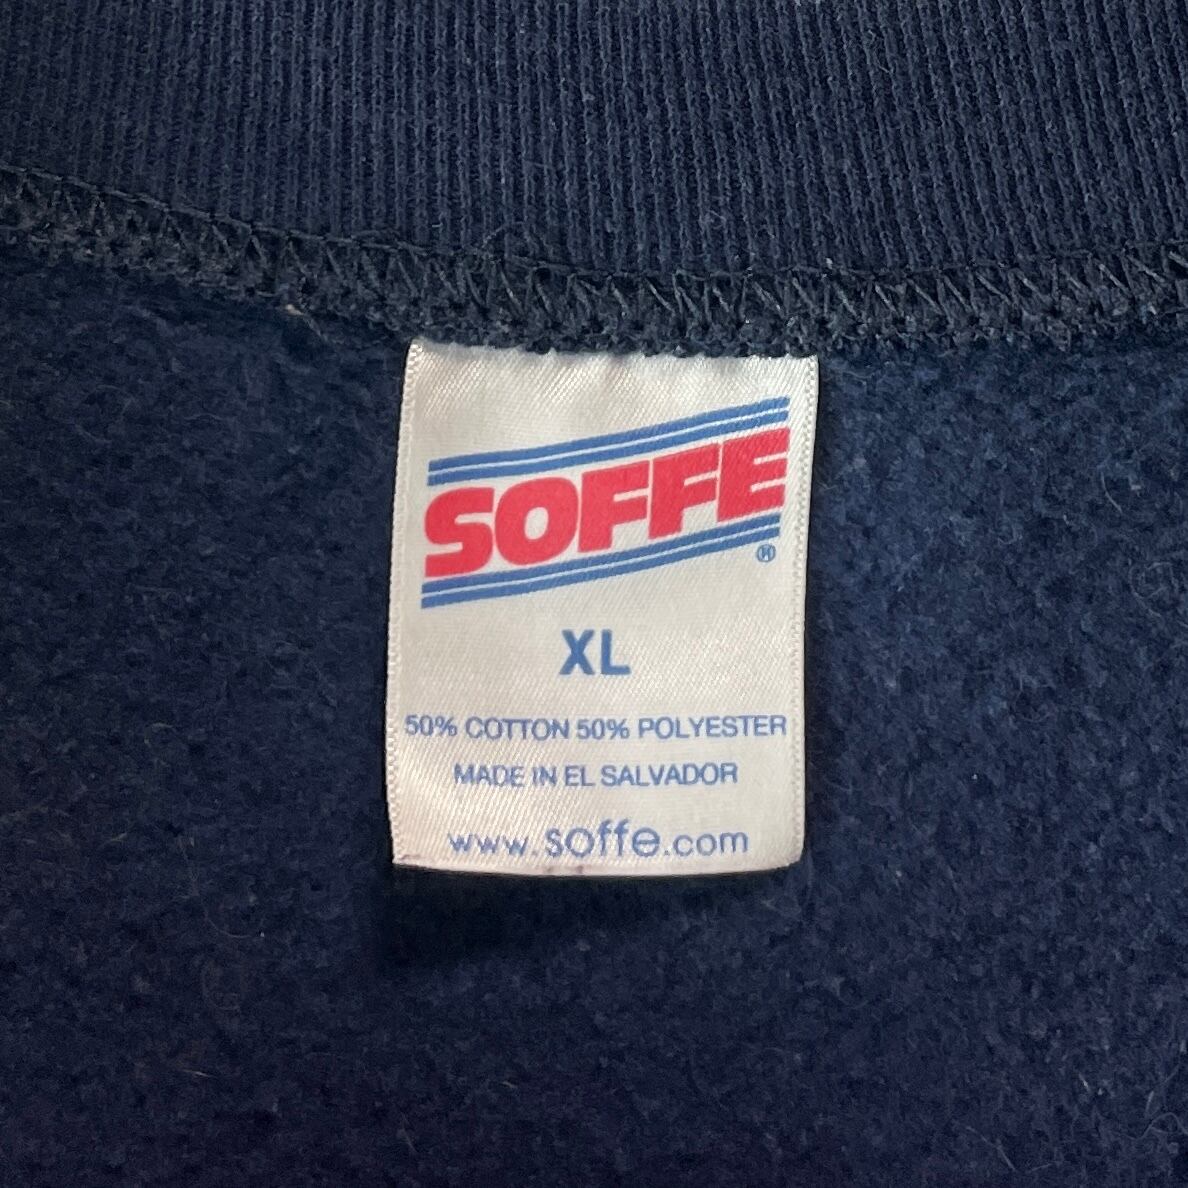 SOFFE®
XL
50% COTTON 50% POLYESTER
MADE IN EL SALVADOR
www.soffe.com